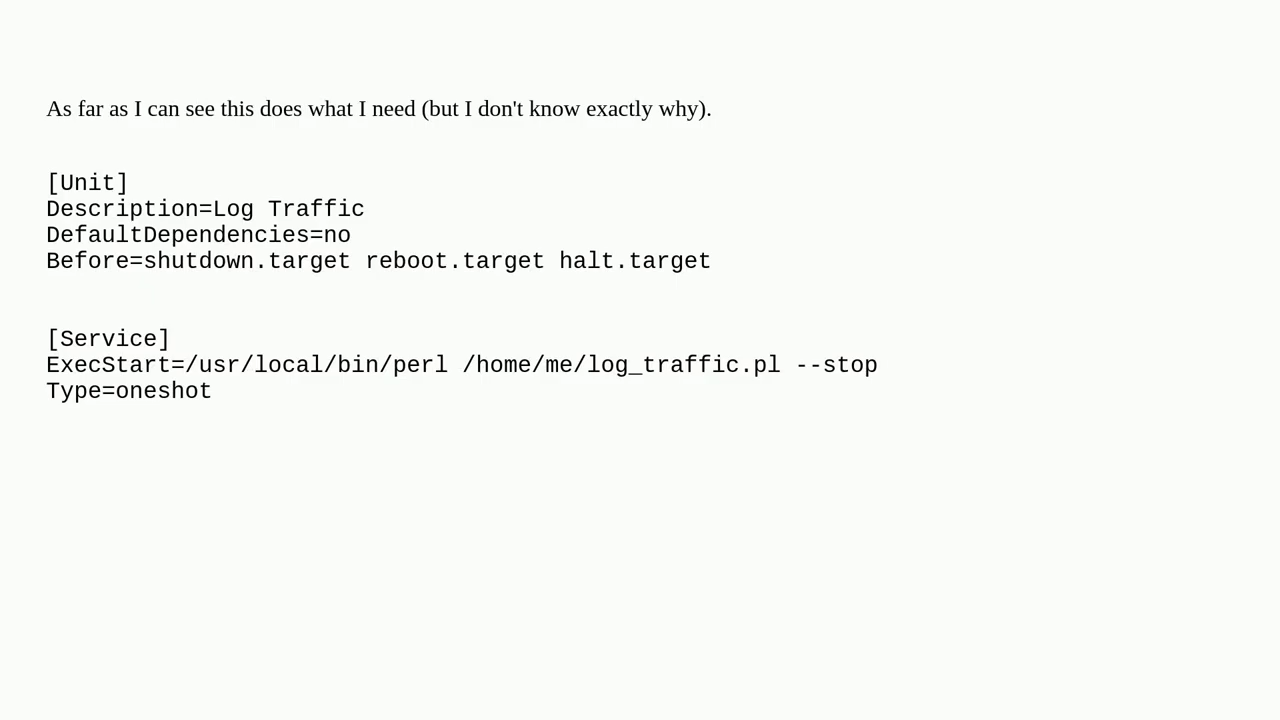 As far as I can see this does what I need (but I don't know exactly why).
[Unit]
Description=Log Traffic
DefaultDependencies=no
Before=shutdown.target reboot.target halt.target
[Service]
ExecStart=/usr/local/bin/perl /home/me/log_traffic.pl --stop
Type=oneshot